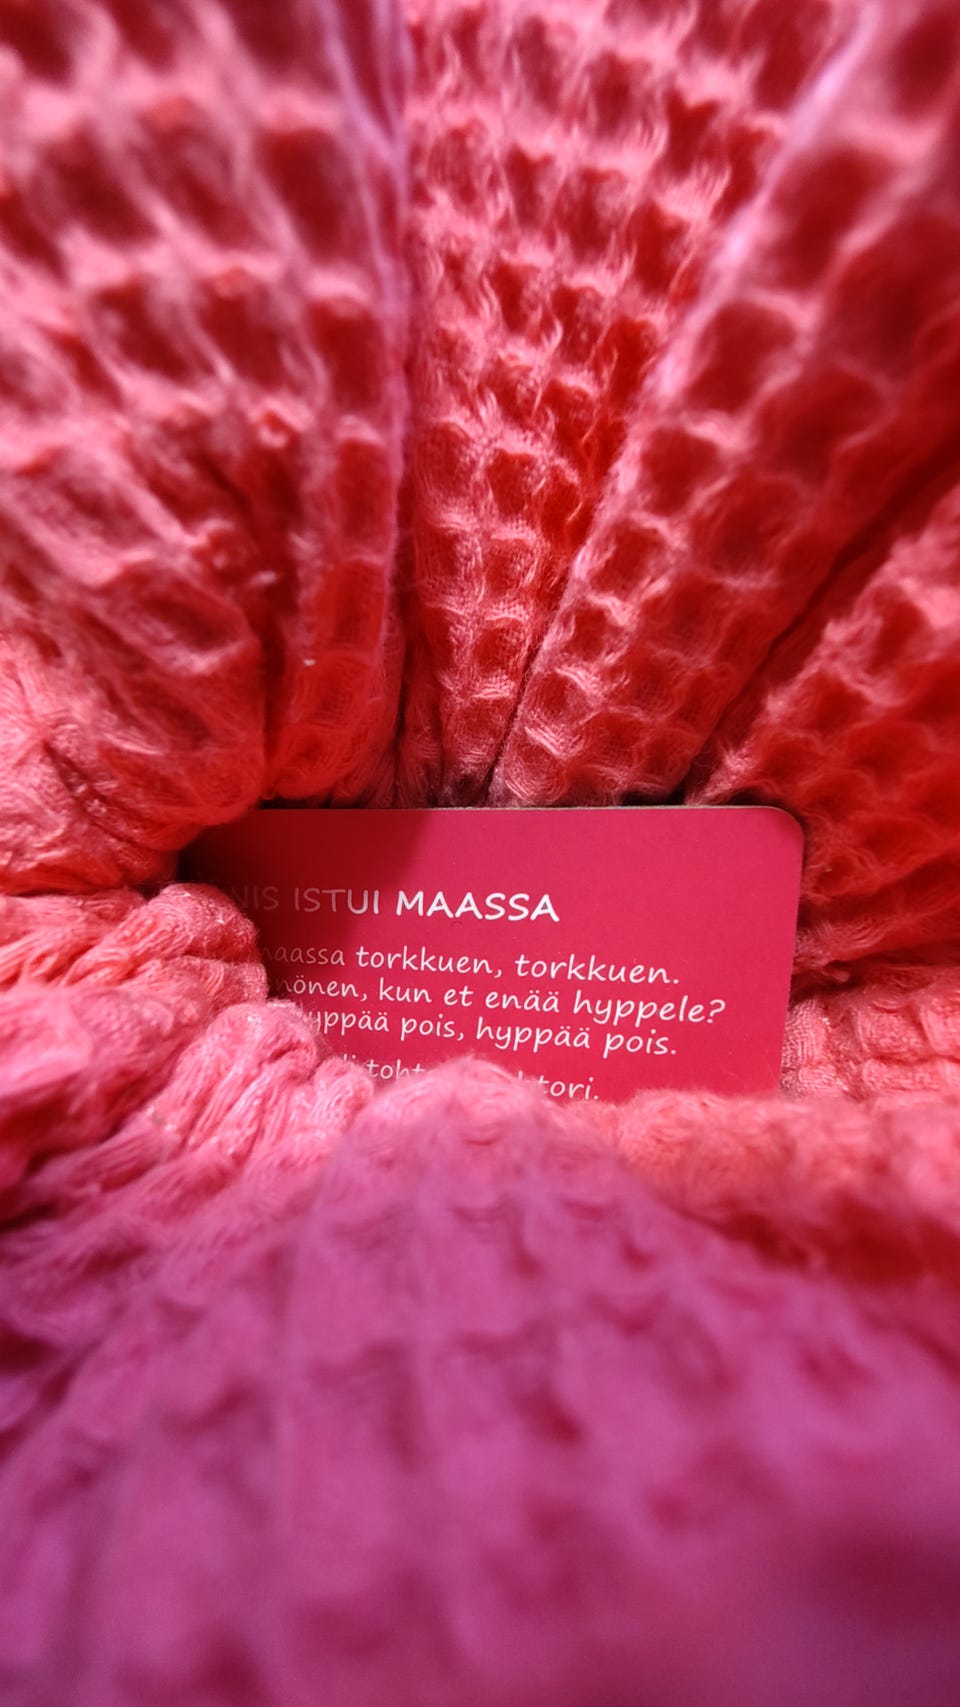 NIS ISTUI MAASSA
maassa torkkuen, torkkuen.
nönen, kun et enää hyppele?
hyppää pois, hyppää pois.